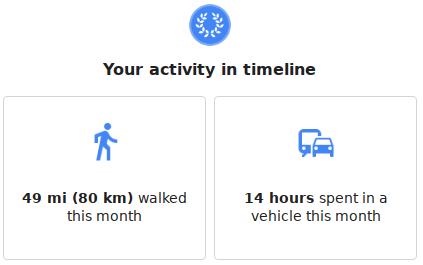 Your activity in timeline
49 mi (80 km) walked
this month
14 hours spent in a
vehicle this month